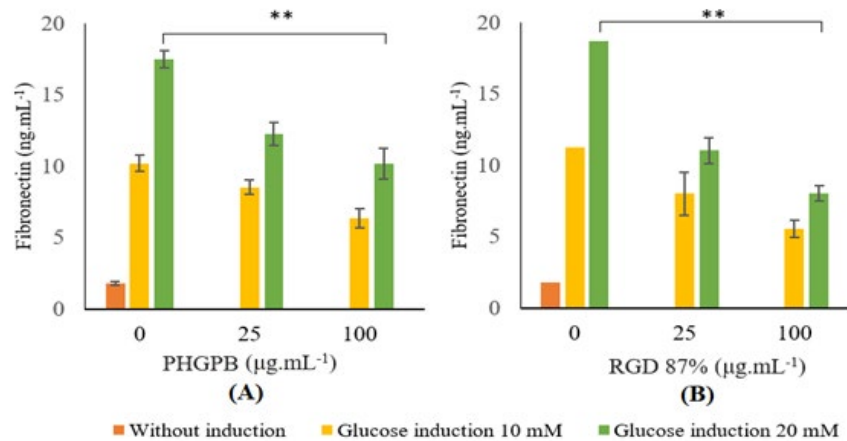 **
20
15
10
5
0
Fibronectin (ng.mL⁻¹)
0 25 100
PHGPB (µg.mL⁻¹)
(A)
**
20
15
10
5
0
Fibronectin (ng.mL⁻¹)
0 25 100
RGD 87% (µg.mL⁻¹)
(B)
Without induction Glucose induction 10 mM Glucose induction 20 mM